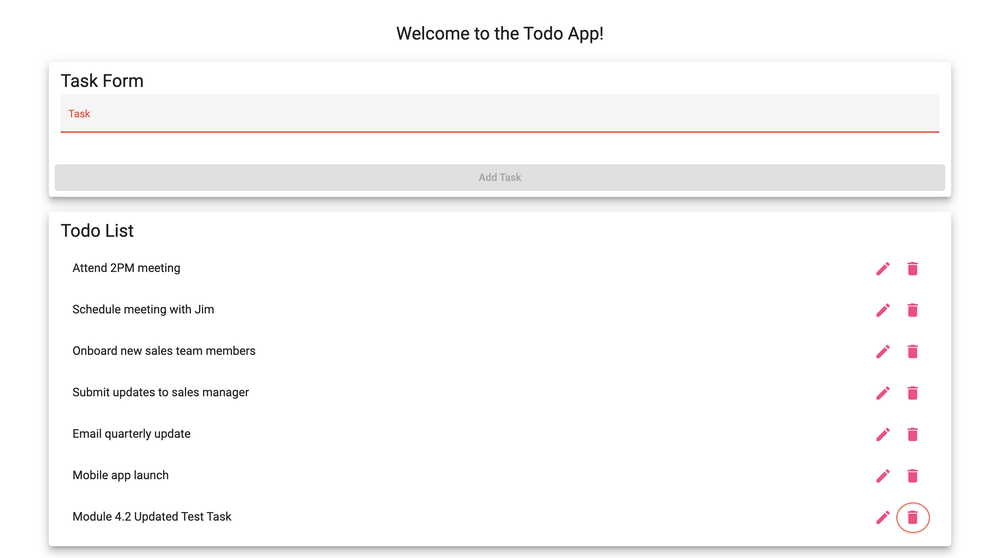 Welcome to the Todo App!
Task Form
Task
Add Task
Todo List
Attend 2PM meeting
Schedule meeting with Jim
Onboard new sales team members
Submit updates to sales manager
Email quarterly update
Mobile app launch
Module 4.2 Updated Test Task